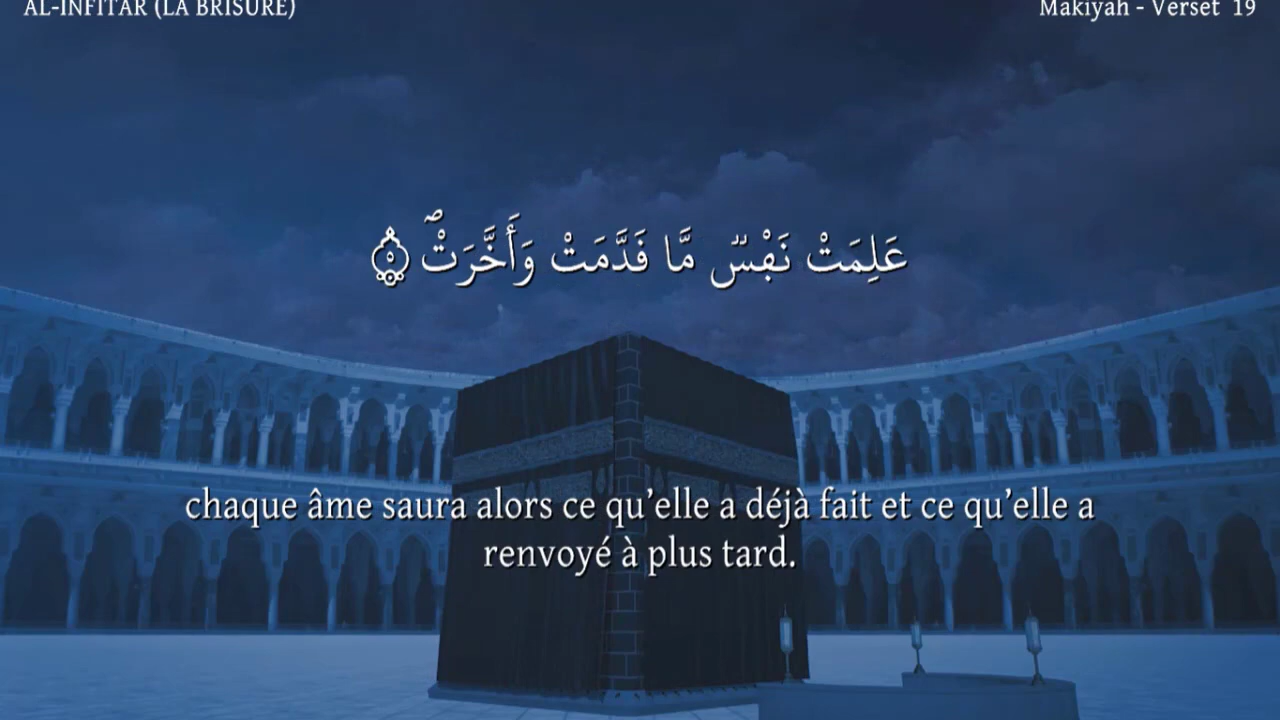 AL-INFITAR (LA BRISURE)
Makiyah - Verset 19
عَلِمَتْ نَفْسٌ مَّا قَدَّمَتْ وَأَخَّرَتْ ۝٥
chaque âme saura alors ce qu’elle a déjà fait et ce qu’elle a
renvoyé à plus tard.